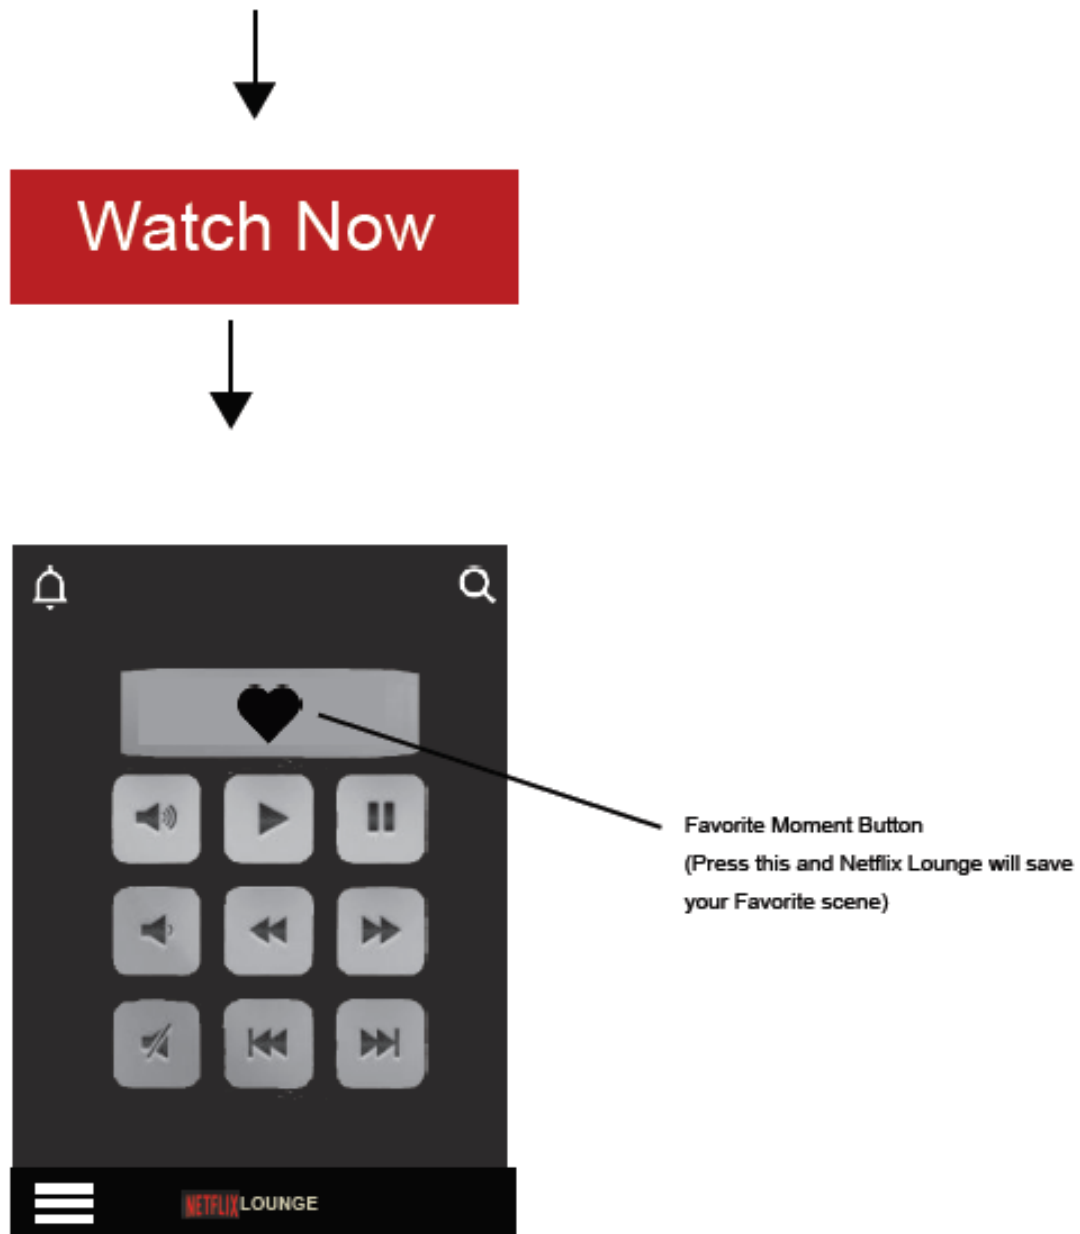 Watch Now
Favorite Moment Button
(Press this and Netflix Lounge will save
your Favorite scene)
NETFLIX LOUNGE